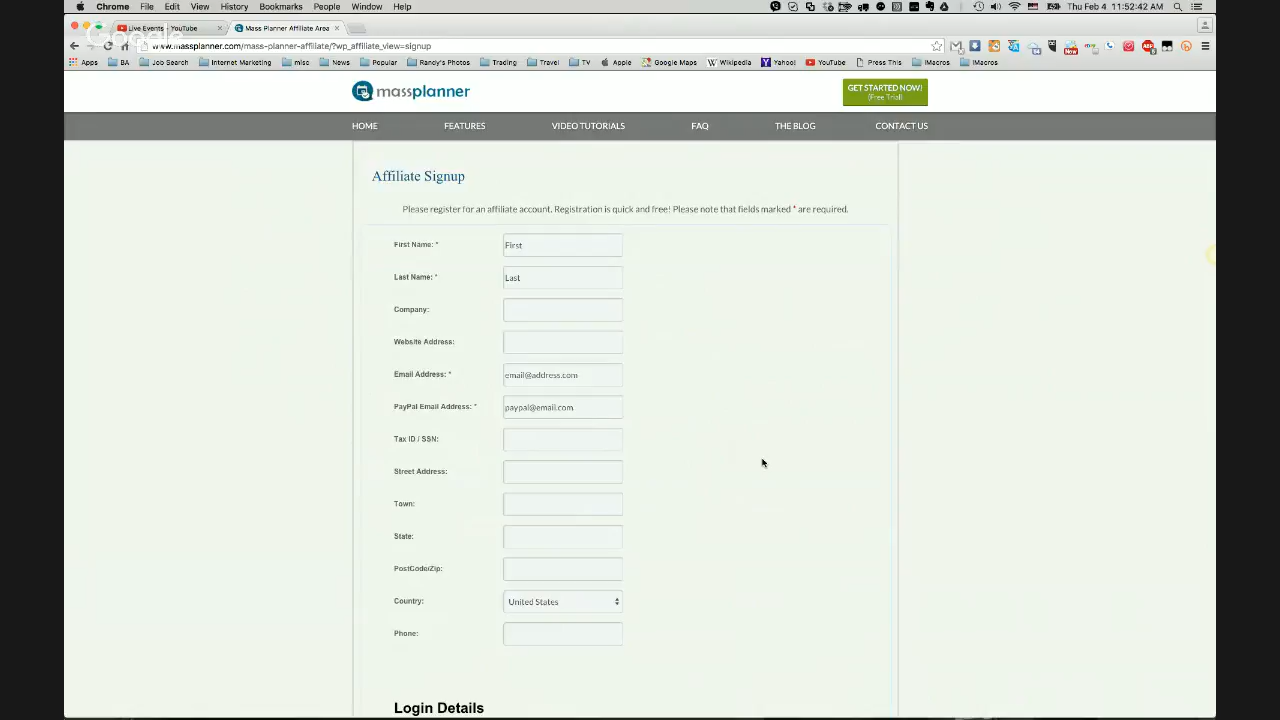 Chrome File Edit View History Bookmarks People Window Help Thu Feb 4 11:52:42 AM
Live Events - YouTube Mass Planner Affiliate Area
Google
www.massplanner.com/mass-planner-affiliate/?wp_affiliate_view=signup
Apps BA Job Search Internet Marketing misc News Popular Randy's Photos Trading Travel TV Apple Google Maps Wikipedia Yahoo! YouTube Press This iMacros iMacros
massplanner
GET STARTED NOW!
(Free Trial)
HOME FEATURES VIDEO TUTORIALS FAQ THE BLOG CONTACT US
Affiliate Signup
Please register for an affiliate account. Registration is quick and free! Please note that fields marked * are required.
First Name: * First
Last Name: * Last
Company:
Website Address:
Email Address: * email@address.com
PayPal Email Address: * paypal@email.com
Tax ID / SSN:
Street Address:
Town:
State:
PostCode/Zip:
Country: United States
Phone:
Login Details